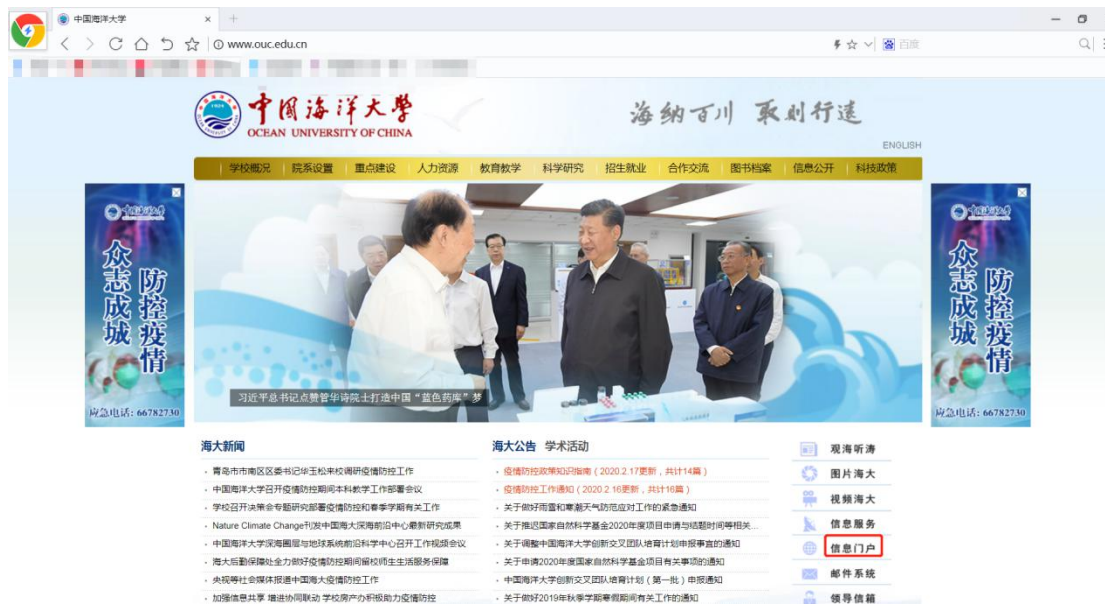 中国海洋大学
www.ouc.edu.cn
百度
1924
中国海洋大學
OCEAN UNIVERSITY OF CHINA
海纳百川 取则行远
ENGLISH
学校概况 院系设置 重点建设 人力资源 教育教学 科学研究 招生就业 合作交流 图书档案 信息公开 科技政策
中国海洋大学
众志成城
防控疫情
应急电话: 66782730
习近平总书记点赞管华诗院士打造中国“蓝色药库”梦
中国海洋大学
众志成城
防控疫情
应急电话: 66782730
海大新闻
青岛市市南区区委书记华玉松来校调研疫情防控工作
中国海洋大学召开疫情防控期间本科教学工作部署会议
学校召开决策会专题研究部署疫情防控和春季学期有关工作
Nature Climate Change刊发中国海大深海前沿中心最新研究成果
中国海洋大学深海圈层与地球系统前沿科学中心召开工作视频会议
海大后勤保障处全力做好疫情防控期间留校师生生活服务保障
央视等社会媒体报道中国海大疫情防控工作
加强信息共享 增进协同联动 学校房产办积极助力疫情防控
海大公告 学术活动
疫情防控政策知识指南（2020.2.17更新，共计14篇）
疫情防控工作通知（2020.2.16更新，共计16篇）
关于做好雨雪和寒潮天气防范应对工作的紧急通知
关于推迟国家自然科学基金2020年度项目申请与结题时间等相关...
关于调整中国海洋大学创新交叉团队培育计划申报事宜的通知
关于申请2020年度国家自然科学基金项目有关事项的通知
中国海洋大学创新交叉团队培育计划（第一批）申报通知
关于做好2019年秋季学期寒假期间有关工作的通知
观海听涛
图片海大
视频海大
信息服务
信息门户
邮件系统
领导信箱